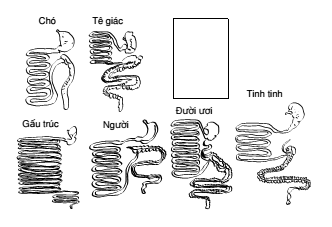 Chó
Tê giác
Tinh tinh
Đười ươi
Gấu trúc
Người